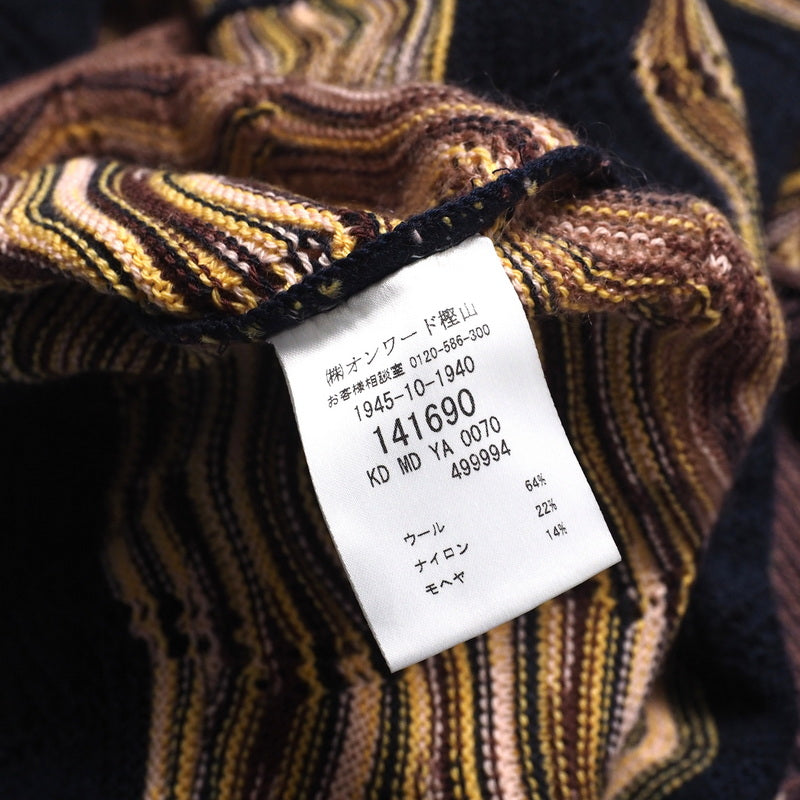 (株)オンワード樫山
お客様相談室 0120-586-300
1945-10-1940
141690
KD MD YA 0070
499994
ウール 64%
ナイロン 22%
モヘヤ 14%